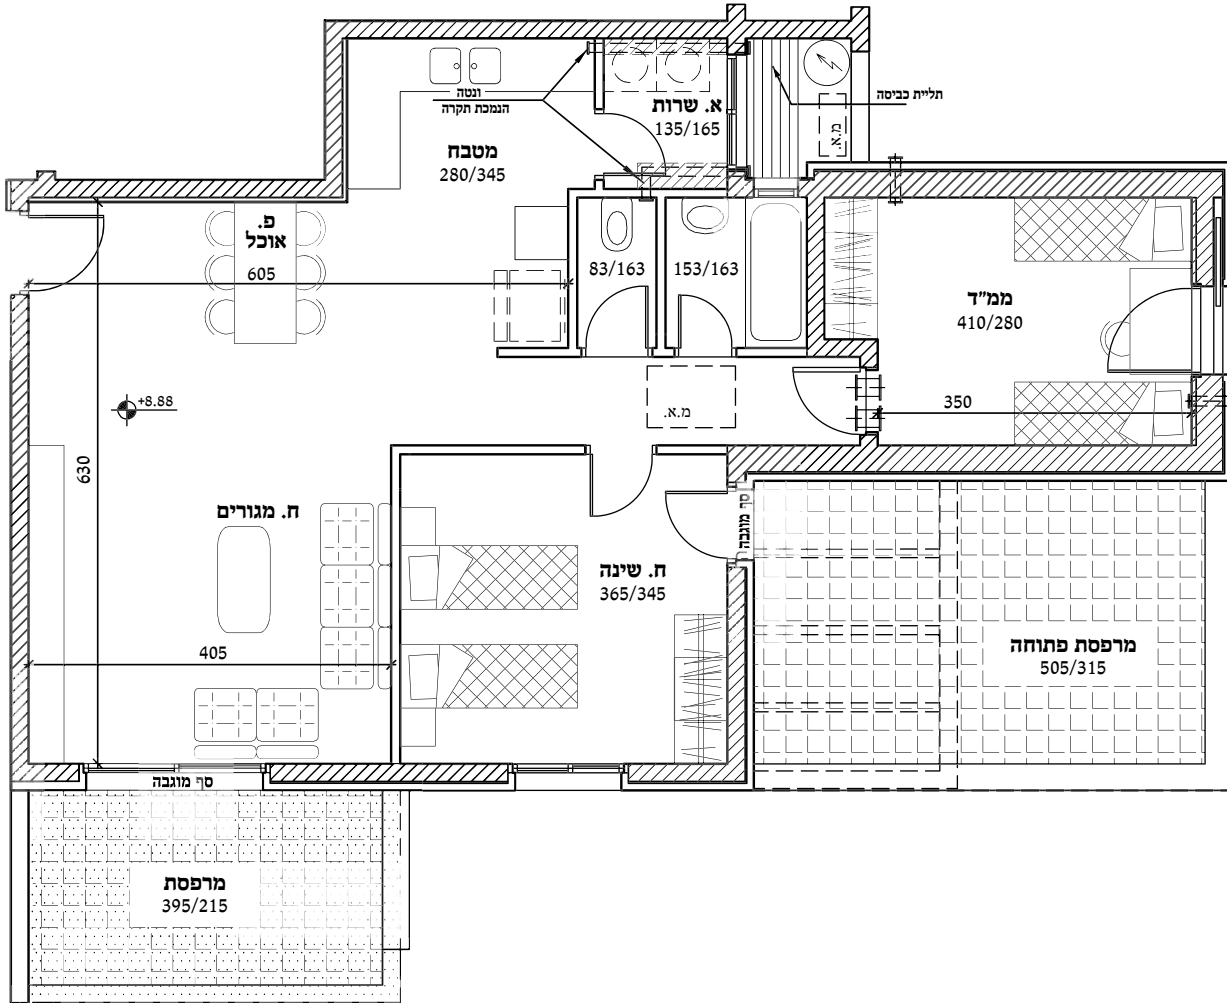 ונטה
הנמכת תקרה
א. שרות
135/165
תליית כביסה
מ.א.
מטבח
280/345
פ.
אוכל
605
83/163
153/163
ממ״ד
410/280
350
+8.88
מ.א.
630
ח. מגורים
סף מוגבה
ח. שינה
365/345
מרפסת פתוחה
505/315
405
סף מוגבה
מרפסת
395/215